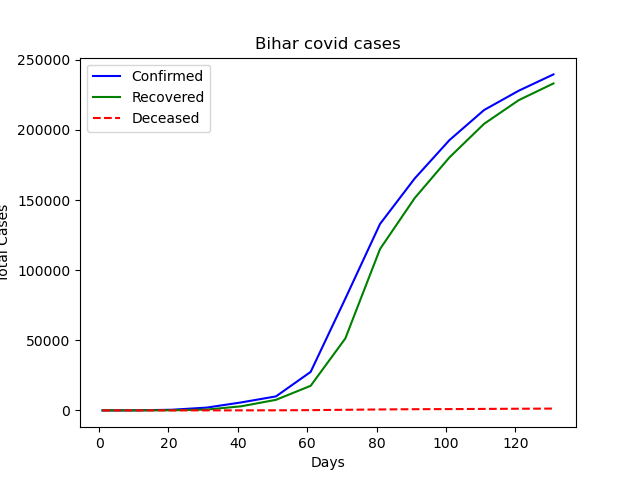 Bihar covid cases
Confirmed
Recovered
Deceased
250000
200000
150000
100000
50000
0
Total Cases
0 20 40 60 80 100 120
Days